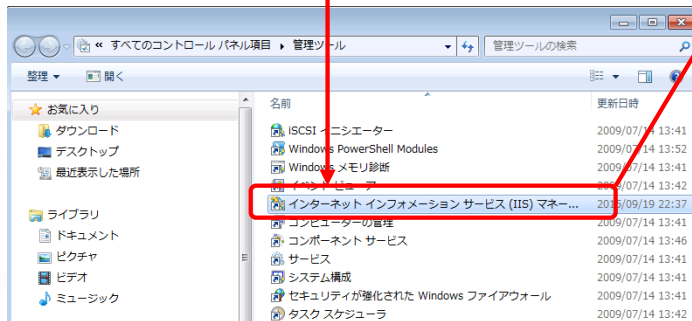 « すべてのコントロール パネル項目 ▸ 管理ツール
管理ツールの検索
整理 ▼ 開く
お気に入り
ダウンロード
デスクトップ
最近表示した場所
ライブラリ
ドキュメント
ピクチャ
ビデオ
ミュージック
名前 更新日時
iSCSI イニシエーター 2009/07/14 13:41
Windows PowerShell Modules 2009/07/14 13:52
Windows メモリ診断 2009/07/14 13:41
イベント ビューアー 2009/07/14 13:42
インターネット インフォメーション サービス (IIS) マネー... 2016/09/19 22:37
コンピューターの管理 2009/07/14 13:41
コンポーネント サービス 2009/07/14 13:46
サービス 2009/07/14 13:41
システム構成 2009/07/14 13:41
セキュリティが強化された Windows ファイアウォール 2009/07/14 13:41
タスク スケジューラ 2009/07/14 13:42